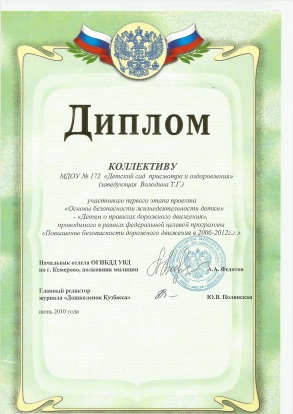 Диплом
КОЛЛЕКТИВУ
МДОУ № 172 «Детский сад присмотра и оздоровления»
(заведующая Володина Т.Г.)
участникам первого этапа проекта
«Основы безопасности жизнедеятельности детям»
- «Детям о правилах дорожного движения»,
проводимого в рамках федеральной целевой программы
«Повышение безопасности дорожного движения в 2006-2012г.г.»
Начальник отдела ОГИБДД УВД
по г. Кемерово, полковник милиции
А.А. Федотов
Главный редактор
журнала «Дошколенок Кузбасса»
Ю.В. Полянская
июнь 2010 года